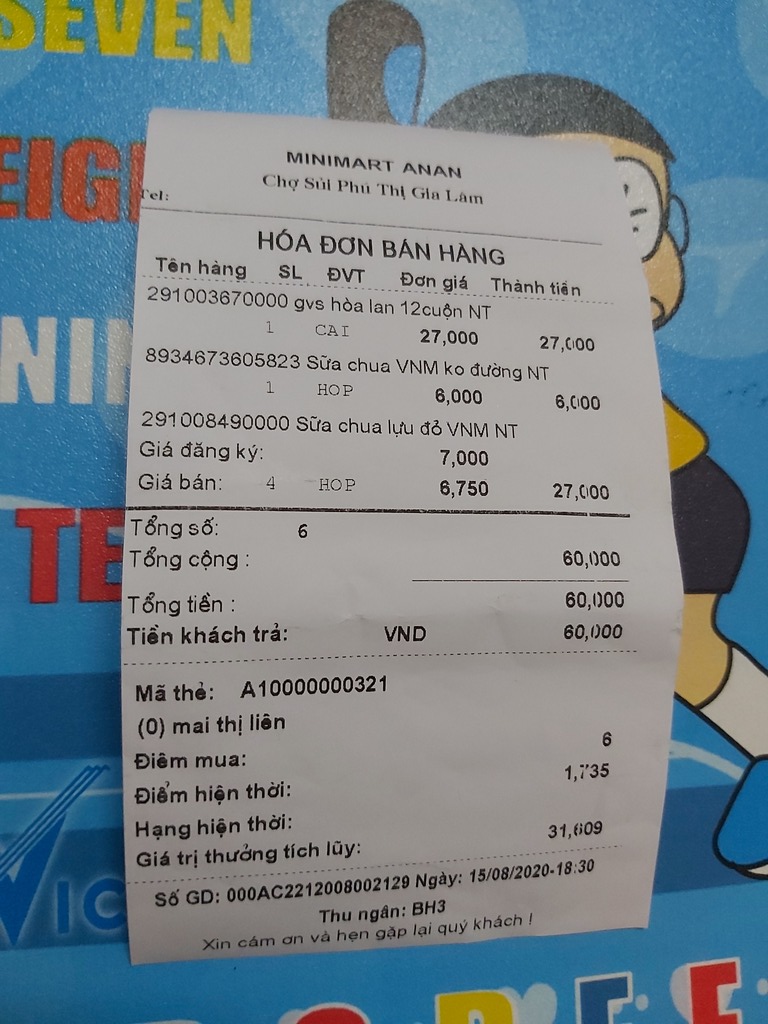 SEVEN
MINIMART ANAN
Chợ Sủi Phú Thị Gia Lâm
Tel:
HÓA ĐƠN BÁN HÀNG
Tên hàng SL ĐVT Đơn giá Thành tiền
291003670000 gvs hòa lan 12cuộn NT
1 CAI 27,000 27,000
8934673605823 Sữa chua VNM ko đường NT
1 HOP 6,000 6,000
291008490000 Sữa chua lựu đỏ VNM NT
Giá đăng ký: 7,000
Giá bán: 4 HOP 6,750 27,000
Tổng số: 6
Tổng cộng : 60,000
Tổng tiền : 60,000
Tiền khách trả: VND 60,000
Mã thẻ: A10000000321
(0) mai thị liên
Điêm mua: 6
Điểm hiện thời: 1,735
Hạng hiện thời:
Giá trị thưởng tích lũy: 31,609
Số GD: 000AC2212008002129 Ngày: 15/08/2020-18:30
Thu ngân: BH3
Xin cám ơn và hẹn gặp lại quý khách !
EIG
NIN
TE
VIC